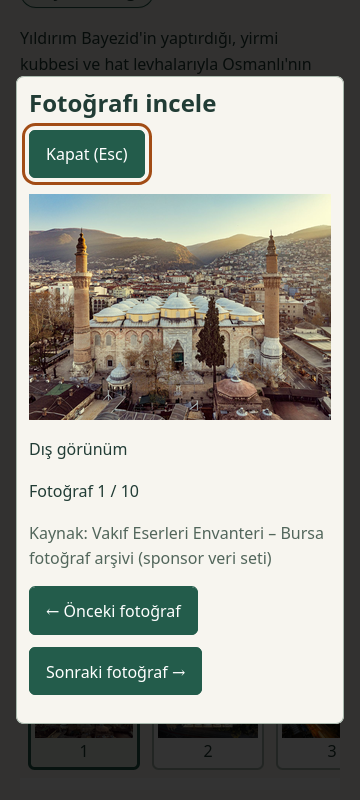 Yıldırım Bayezid'in yaptırdığı, yirmi
kubbesi ve hat levhalarıyla Osmanlı'nın
Fotoğrafı incele
Kapat (Esc)
Dış görünüm
Fotoğraf 1 / 10
Kaynak: Vakıf Eserleri Envanteri – Bursa
fotoğraf arşivi (sponsor veri seti)
← Önceki fotoğraf
Sonraki fotoğraf →
1
2
3